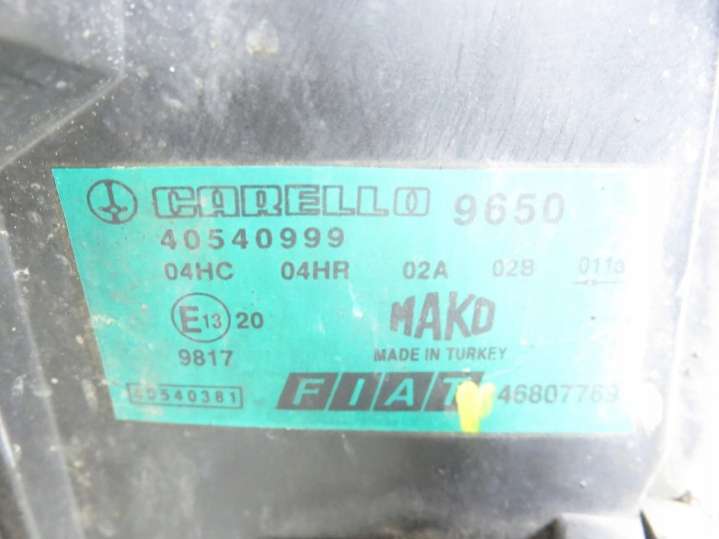 CARELLO 9650
40540999
04HC 04HR 02A 02B 011a
E13 20 MAKO
9817 MADE IN TURKEY
40540381 FIAT 46807769